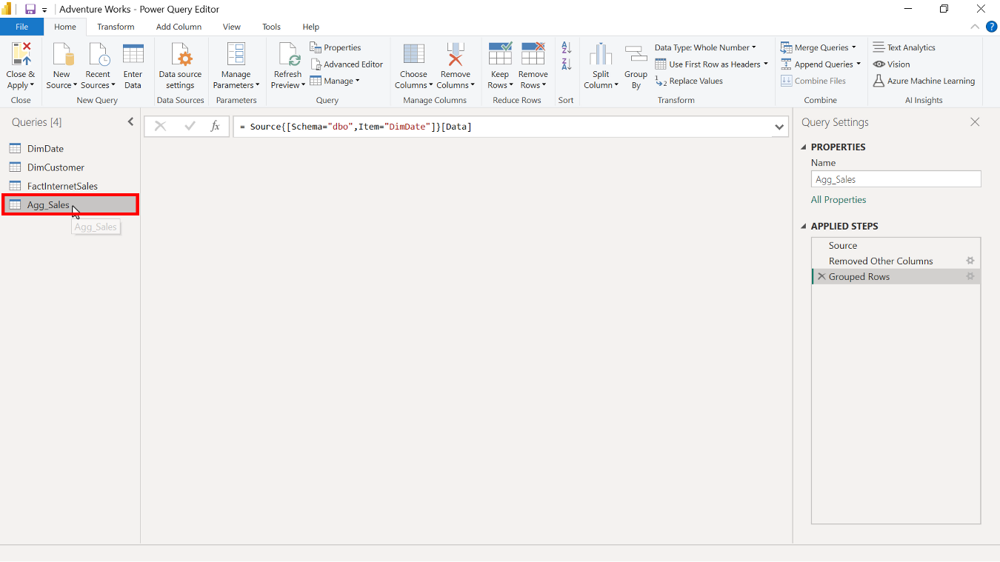 Adventure Works - Power Query Editor
File Home Transform Add Column View Tools Help
Close & Apply
Close
New Source
Recent Sources
Enter Data
New Query
Data source settings
Data Sources
Manage Parameters
Parameters
Refresh Preview
Properties
Advanced Editor
Manage
Query
Choose Columns
Remove Columns
Manage Columns
Keep Rows
Remove Rows
Reduce Rows
A
Z
Z
A
Sort
Split Column
Group By
Data Type: Whole Number
Use First Row as Headers
1 2 Replace Values
Transform
Merge Queries
Append Queries
Combine Files
Combine
Text Analytics
Vision
Azure Machine Learning
AI Insights
?
Queries [4]
DimDate
DimCustomer
FactInternetSales
Agg_Sales
Agg_Sales
fx
= Source{[Schema="dbo",Item="DimDate"]}[Data]
Query Settings
PROPERTIES
Name
Agg_Sales
All Properties
APPLIED STEPS
Source
Removed Other Columns
Grouped Rows